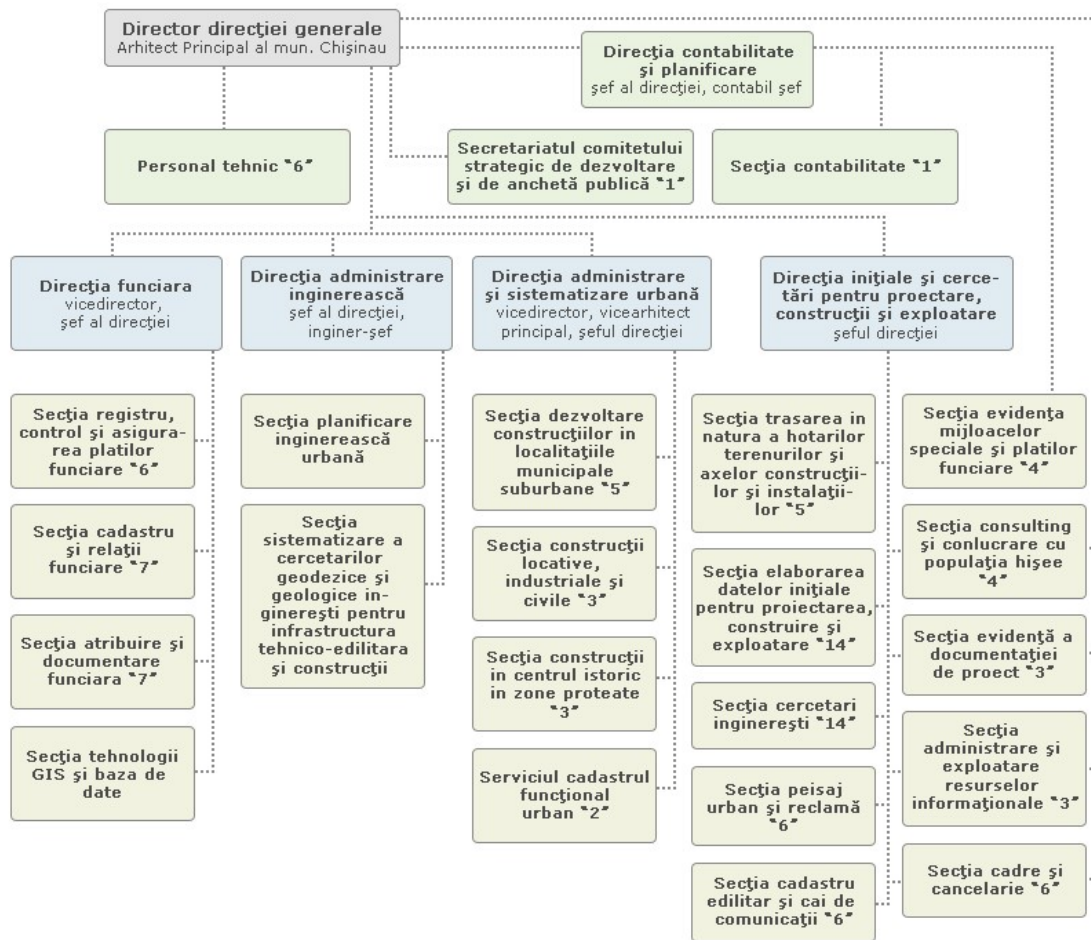 Director direcţiei generale
Arhitect Principal al mun. Chişinau
Direcţia contabilitate
şi planificare
şef al direcţiei, contabil şef
Personal tehnic “6”
Secretariatul comitetului
strategic de dezvoltare
şi de anchetă publică “1”
Secţia contabilitate “1”
Direcţia funciara
vicedirector,
şef al direcţiei
Direcţia administrare
inginerească
şef al direcţiei,
inginer-şef
Direcţia administrare
şi sistematizare urbană
vicedirector, vicearhitect
principal, şeful direcţiei
Direcţia iniţiale şi cerce-
tări pentru proectare,
construcţii şi exploatare
şeful direcţiei
Secţia registru,
control şi asigura-
rea platilor
funciare “6”
Secţia cadastru
şi relaţii
funciare “7”
Secţia atribuire şi
documentare
funciara “7”
Secţia tehnologii
GIS şi baza de
date
Secţia planificare
inginerească
urbană
Secţia
sistematizare a
cercetarilor
geodezice şi
geologice in-
ginereşti pentru
infrastructura
tehnico-edilitara
şi construcţii
Secţia dezvoltare
construcţiilor in
localitaţiile
municipale
suburbane “5”
Secţia construcţii
locative,
industriale şi
civile “3”
Secţia construcţii
in centrul istoric
in zone proteate
“3”
Serviciul cadastrul
funcţional
urban “2”
Secţia trasarea in
natura a hotarilor
terenurilor şi
axelor construcţii-
lor şi instalaţii-
lor “5”
Secţia elaborarea
datelor iniţiale
pentru proiectarea,
construire şi
exploatare “14”
Secţia cercetari
inginereşti “14”
Secţia peisaj
urban şi reclamă
“6”
Secţia cadastru
edilitar şi cai de
comunicaţii “6”
Secţia evidenţa
mijloacelor
speciale şi platilor
funciare “4”
Secţia consulting
şi conlucrare cu
populaţia hişee
“4”
Secţia evidenţă a
documentaţiei
de proect “3”
Secţia
administrare şi
exploatare
resurselor
informaţionale “3”
Secţia cadre şi
cancelarie “6”